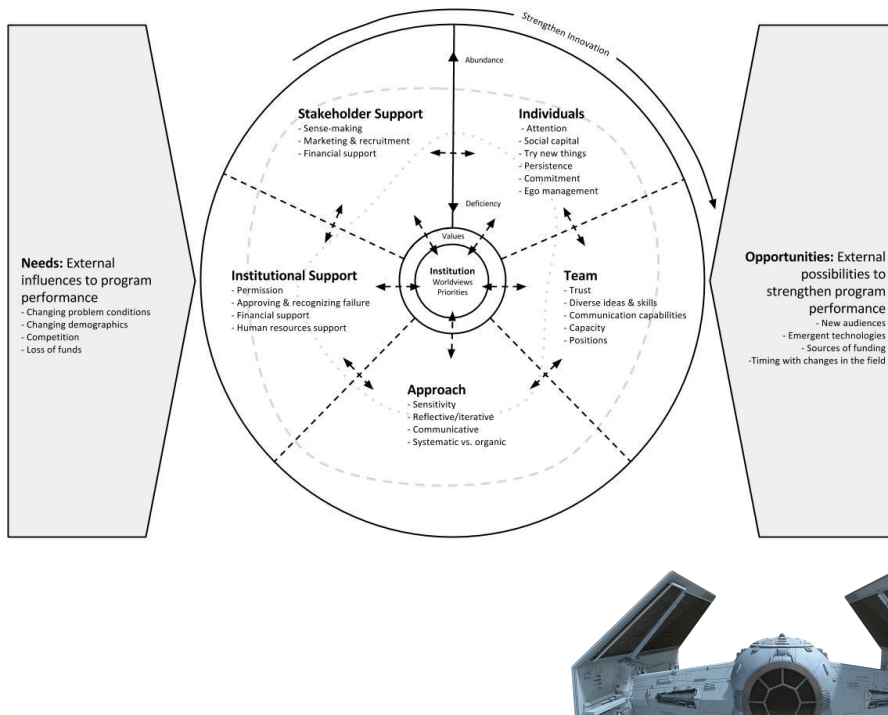 Strengthen Innovation
Abundance
Stakeholder Support
- Sense-making
- Marketing & recruitment
- Financial support
Individuals
- Attention
- Social capital
- Try new things
- Persistence
- Commitment
- Ego management
Deficiency
Values
Institution
Worldviews
Priorities
Needs: External
influences to program
performance
- Changing problem conditions
- Changing demographics
- Competition
- Loss of funds
Institutional Support
- Permission
- Approving & recognizing failure
- Financial support
- Human resources support
Team
- Trust
- Diverse ideas & skills
- Communication capabilities
- Capacity
- Positions
Opportunities: External
possibilities to
strengthen program
performance
- New audiences
- Emergent technologies
- Sources of funding
-Timing with changes in the field
Approach
- Sensitivity
- Reflective/iterative
- Communicative
- Systematic vs. organic